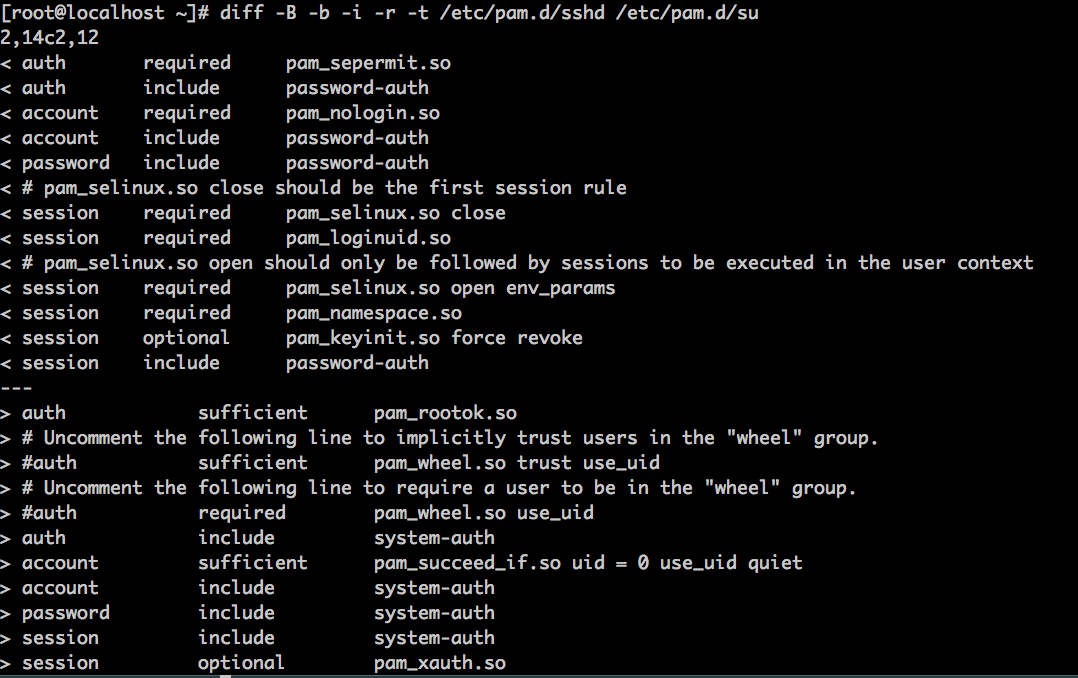 [root@localhost ~]# diff -B -b -i -r -t /etc/pam.d/sshd /etc/pam.d/su
2,14c2,12
< auth       required     pam_sepermit.so
< auth       include      password-auth
< account    required     pam_nologin.so
< account    include      password-auth
< password   include      password-auth
< # pam_selinux.so close should be the first session rule
< session    required     pam_selinux.so close
< session    required     pam_loginuid.so
< # pam_selinux.so open should only be followed by sessions to be executed in the user context
< session    required     pam_selinux.so open env_params
< session    required     pam_namespace.so
< session    optional     pam_keyinit.so force revoke
< session    include      password-auth
---
> auth            sufficient      pam_rootok.so
> # Uncomment the following line to implicitly trust users in the "wheel" group.
> #auth           sufficient      pam_wheel.so trust use_uid
> # Uncomment the following line to require a user to be in the "wheel" group.
> #auth           required        pam_wheel.so use_uid
> auth            include         system-auth
> account         sufficient      pam_succeed_if.so uid = 0 use_uid quiet
> account         include         system-auth
> password        include         system-auth
> session         include         system-auth
> session         optional        pam_xauth.so